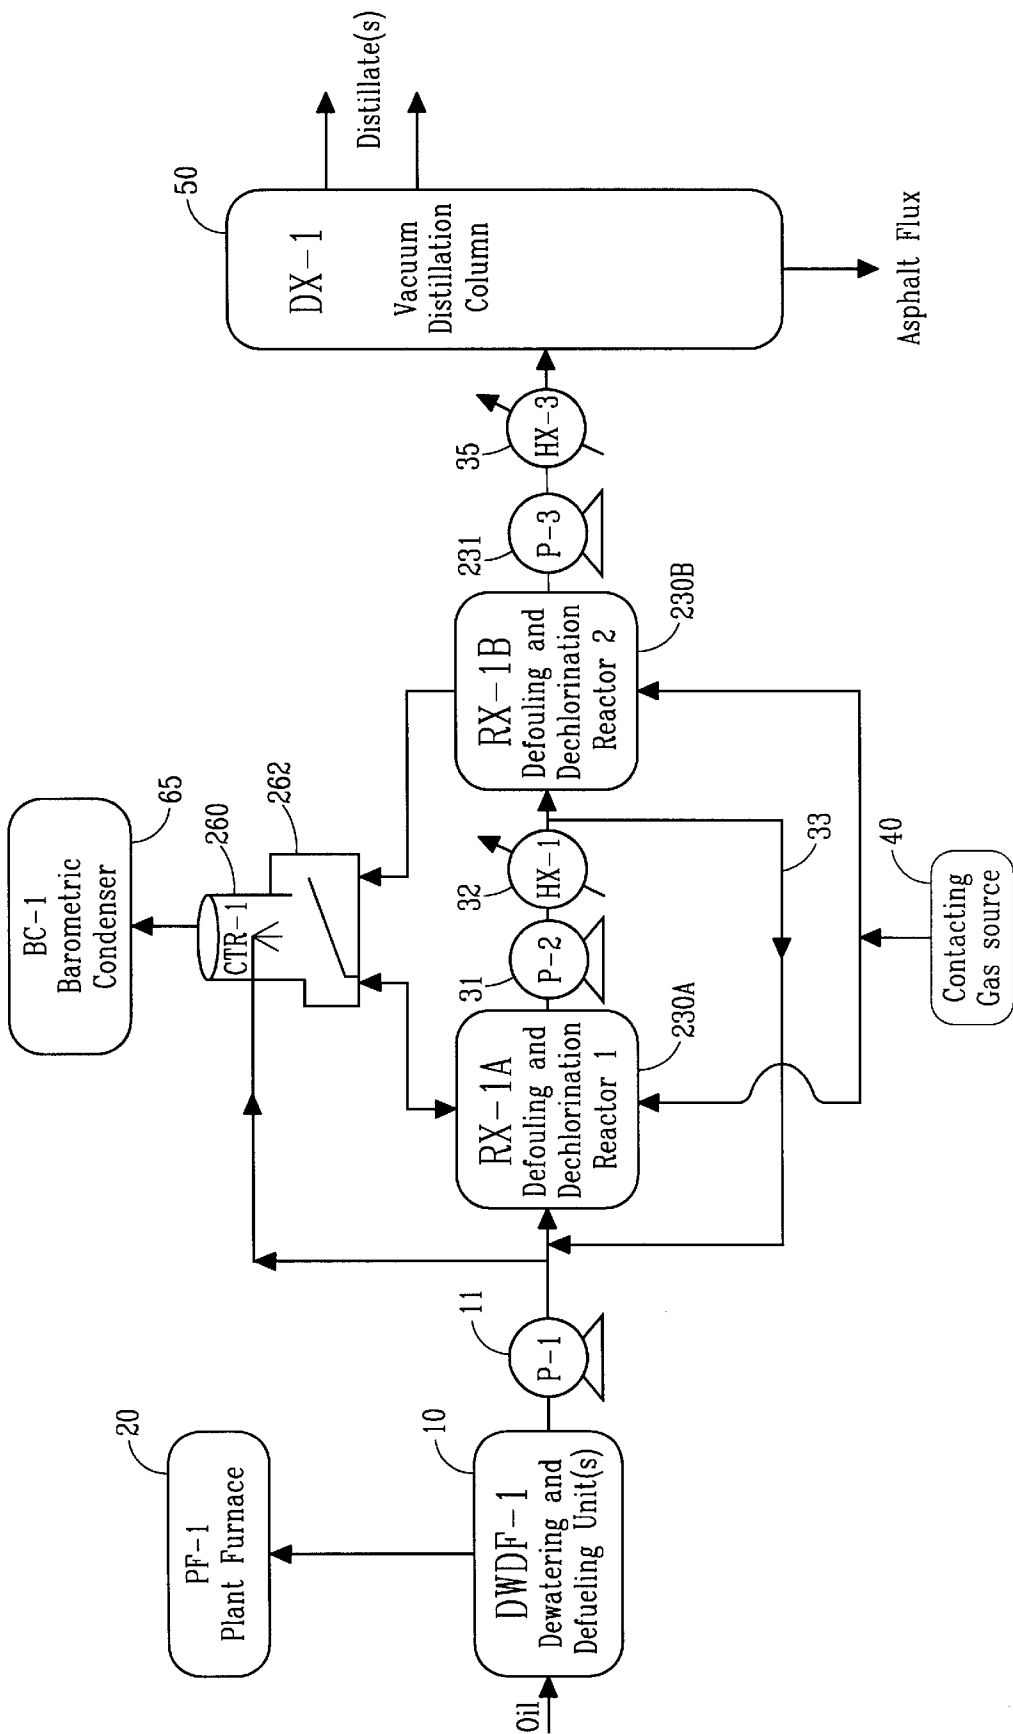 Oil
DWDF-1
Dewatering and
Defueling Unit(s)
10
PF-1
Plant Furnace
20
P-1
11
RX-1A
Defouling and
Dechlorination
Reactor 1
230A
P-2
31
HX-1
32
33
CTR-1
260
262
BC-1
Barometric
Condenser
65
RX-1B
Defouling and
Dechlorination
Reactor 2
230B
Contacting
Gas source
40
P-3
231
HX-3
35
DX-1
Vacuum
Distillation
Column
50
Distillate(s)
Asphalt Flux